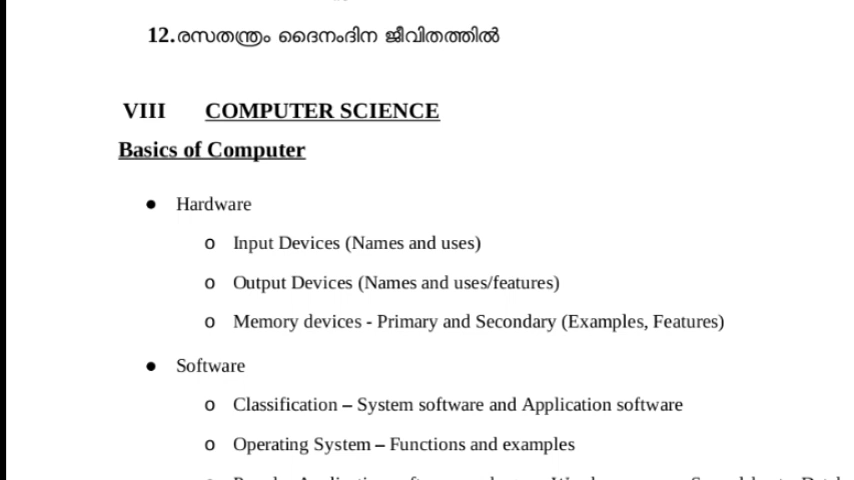 12. രസതന്ത്രം ദൈനംദിന ജീവിതത്തിൽ
VIII COMPUTER SCIENCE
Basics of Computer
● Hardware
o Input Devices (Names and uses)
o Output Devices (Names and uses/features)
o Memory devices - Primary and Secondary (Examples, Features)
● Software
o Classification – System software and Application software
o Operating System – Functions and examples